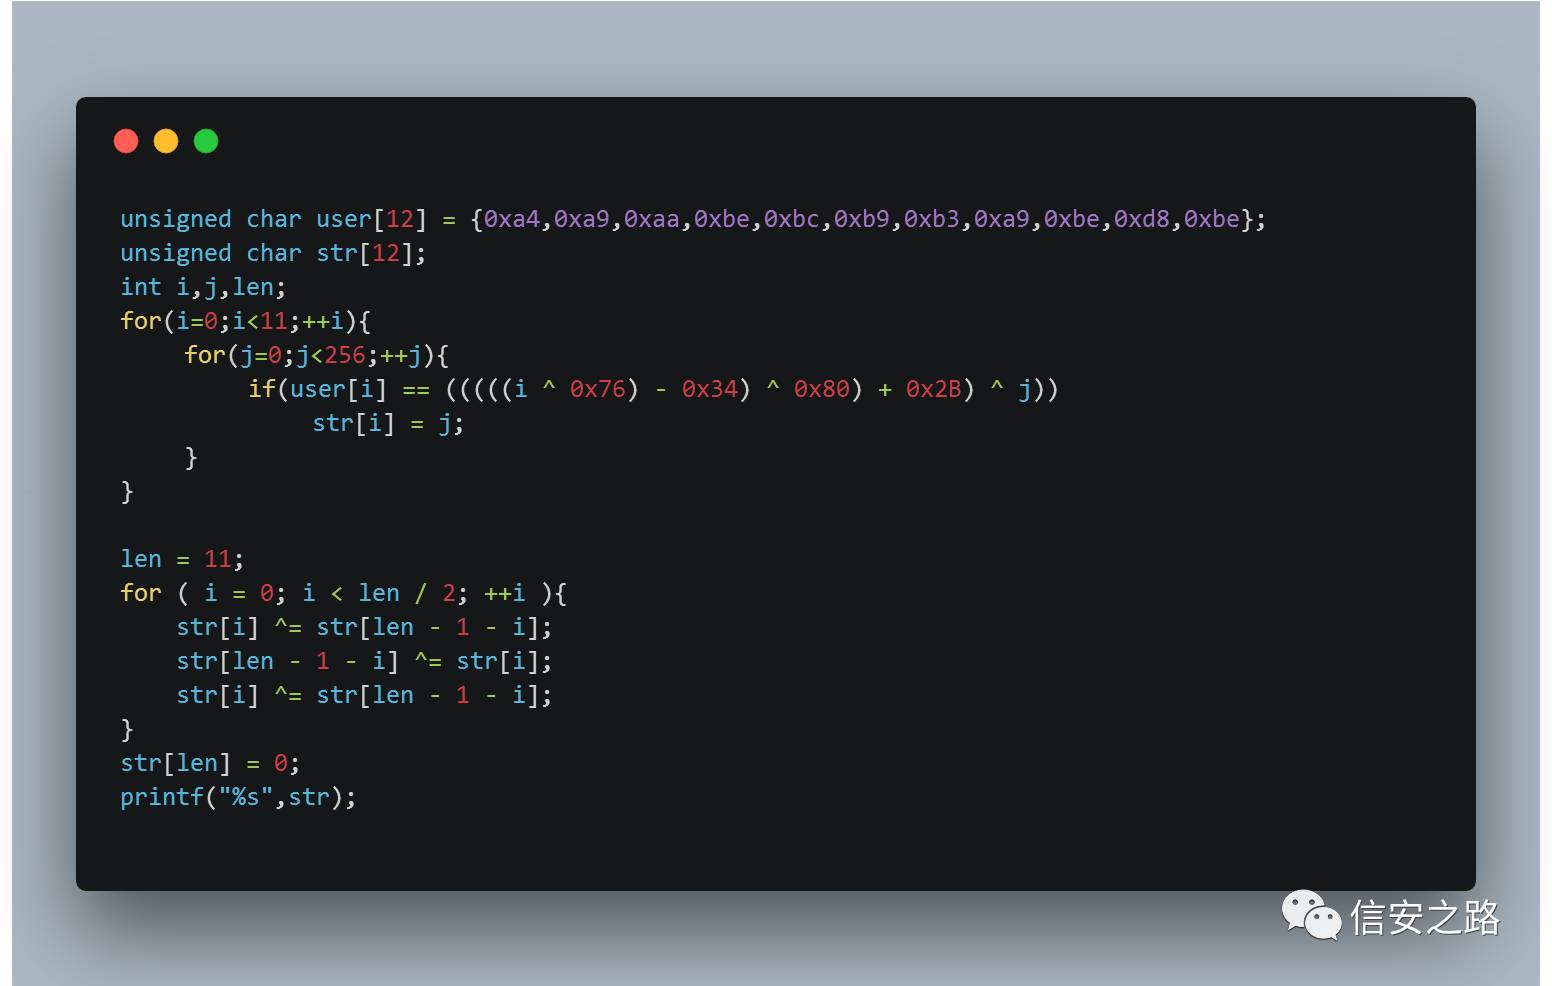 unsigned char user[12] = {0xa4,0xa9,0xaa,0xbe,0xbc,0xb9,0xb3,0xa9,0xbe,0xd8,0xbe};
unsigned char str[12];
int i,j,len;
for(i=0;i<11;++i){
for(j=0;j<256;++j){
if(user[i] == (((((i ^ 0x76) - 0x34) ^ 0x80) + 0x2B) ^ j))
str[i] = j;
}
}
len = 11;
for ( i = 0; i < len / 2; ++i ){
str[i] ^= str[len - 1 - i];
str[len - 1 - i] ^= str[i];
str[i] ^= str[len - 1 - i];
}
str[len] = 0;
printf("%s",str);
信安之路